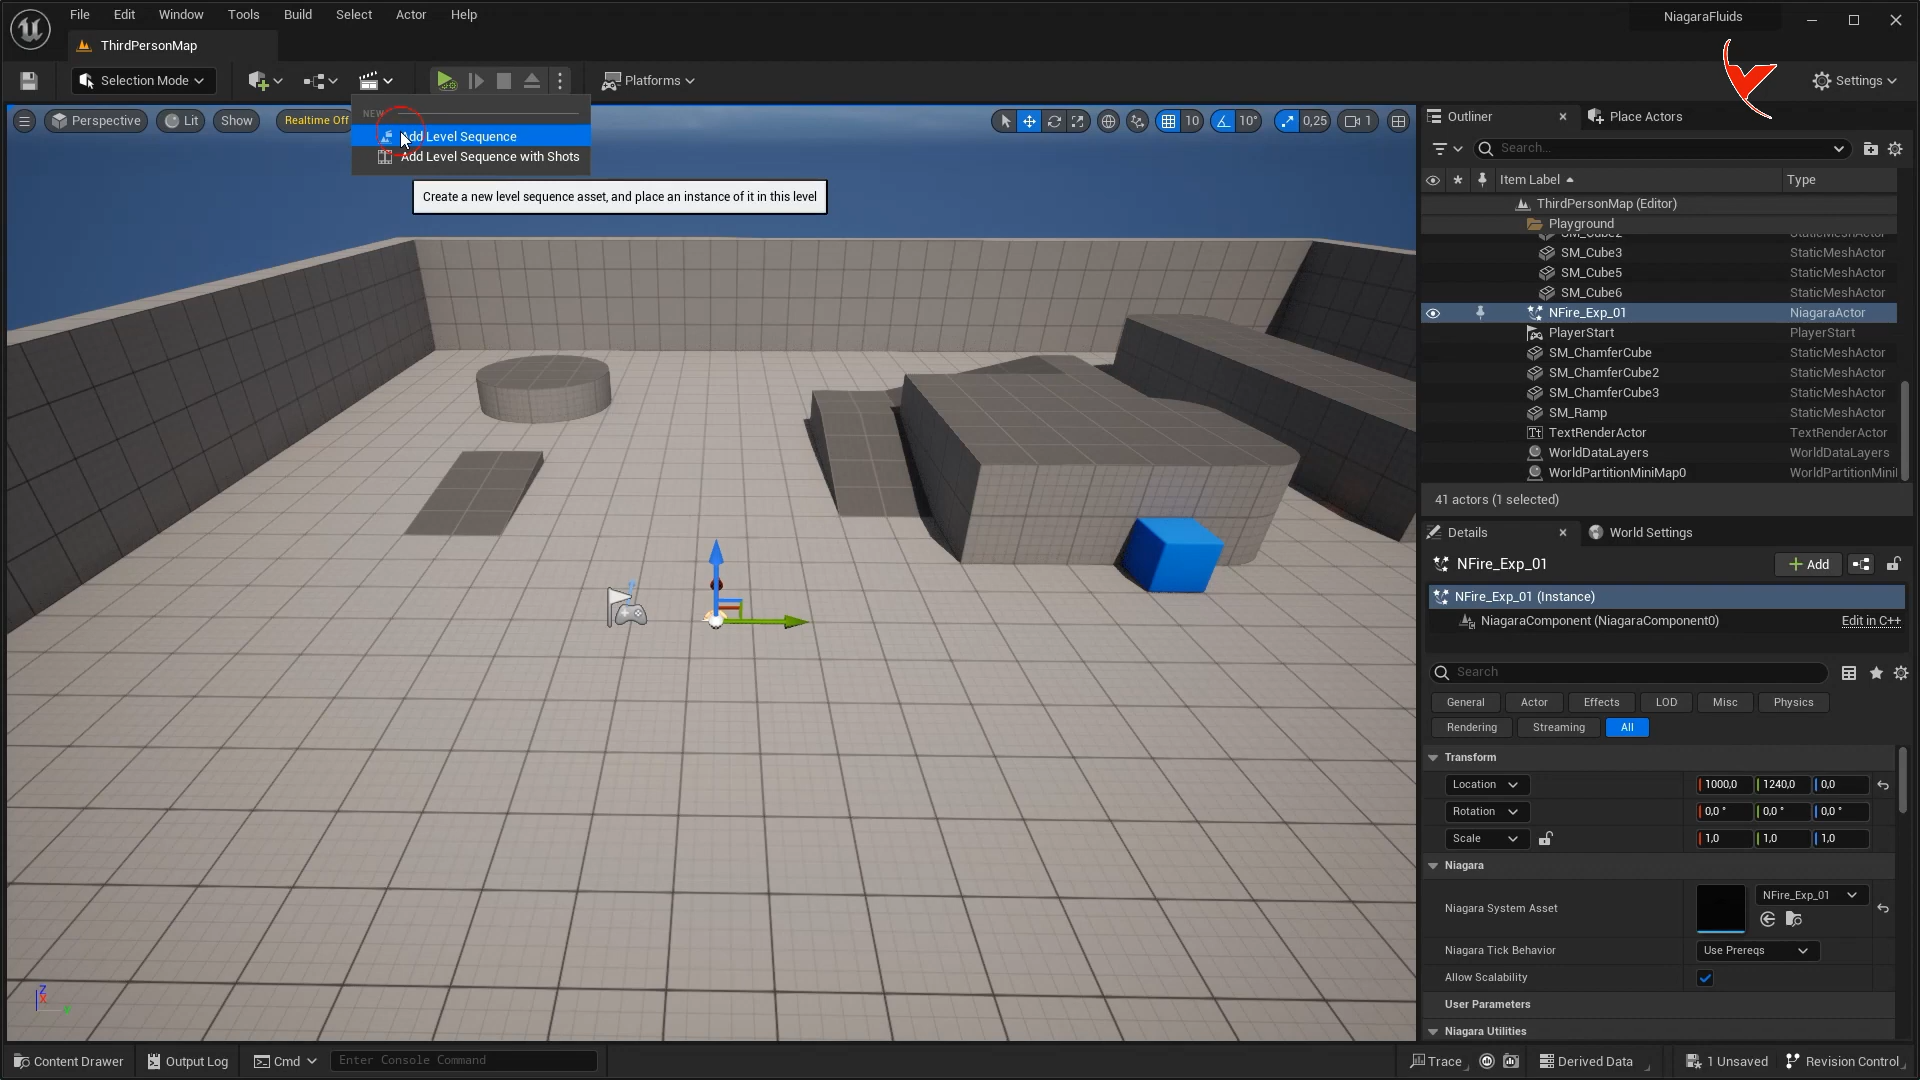 File Edit Window Tools Build Select Actor Help
NiagaraFluids
ThirdPersonMap
Selection Mode
Platforms
Settings
NEW
Add Level Sequence
Add Level Sequence with Shots
Create a new level sequence asset, and place an instance of it in this level
Perspective Lit Show Realtime Off
10 10° 0,25 1
Outliner Place Actors
Search...
Item Label Type
ThirdPersonMap (Editor)
Playground
SM_Cube2 StaticMeshActor
SM_Cube3 StaticMeshActor
SM_Cube5 StaticMeshActor
SM_Cube6 StaticMeshActor
NFire_Exp_01 NiagaraActor
PlayerStart PlayerStart
SM_ChamferCube StaticMeshActor
SM_ChamferCube2 StaticMeshActor
SM_ChamferCube3 StaticMeshActor
SM_Ramp StaticMeshActor
TextRenderActor TextRenderActor
WorldDataLayers WorldDataLayers
WorldPartitionMiniMap0 WorldPartitionMini
41 actors (1 selected)
Details World Settings
NFire_Exp_01
Add
NFire_Exp_01 (Instance)
NiagaraComponent (NiagaraComponent0) Edit in C++
Search
General Actor Effects LOD Misc Physics
Rendering Streaming All
Transform
Location 1000,0 1240,0 0,0
Rotation 0,0 ° 0,0 ° 0,0 °
Scale 1,0 1,0 1,0
Niagara
Niagara System Asset NFire_Exp_01
Niagara Tick Behavior Use Prereqs
Allow Scalability
User Parameters
Niagara Utilities
Z
X
Y
Content Drawer Output Log Cmd Enter Console Command
Trace Derived Data 1 Unsaved Revision Control